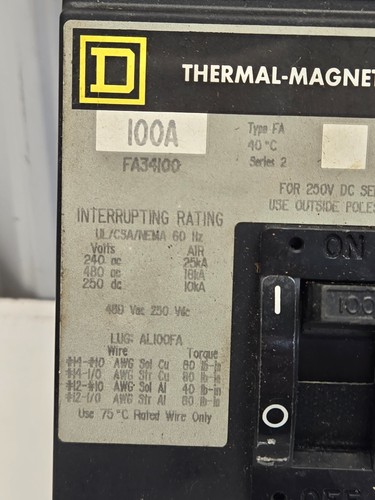 D
THERMAL-MAGNET
100A
Type FA
40°C
FA34100
Series 2
FOR 250V DC SE
USE OUTSIDE POLES
INTERRUPTING RATING
UL/CSA/NEMA 60 Hz
Volts AIR
240 ac 25kA
480 ac 18kA
250 dc 10kA
480 Vac 250 Vdc
LUG: AL100FA
Wire Torque
#14-#10 AWG Sol Cu 80 lb-in
#14-1/0 AWG Str Cu 80 lb-in
#12-#10 AWG Sol Al 40 lb-in
#12-1/0 AWG Str Al 80 lb-in
Use 75°C Rated Wire Only
ON
I
100
O